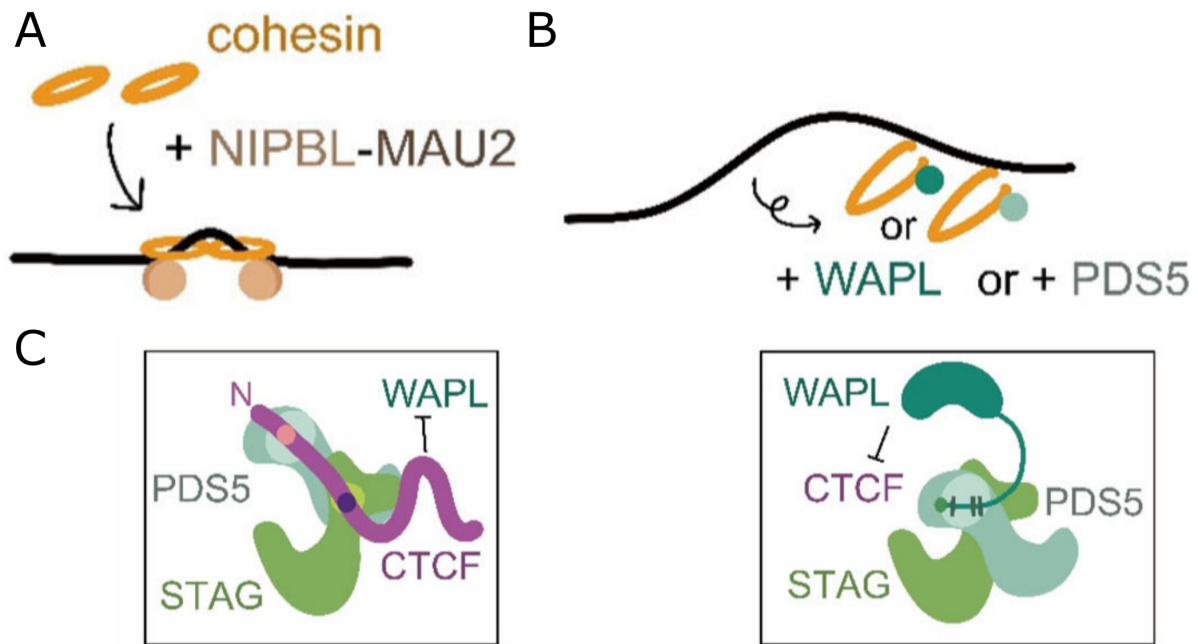 A
cohesin
+ NIPBL-MAU2
B
or
+ WAPL or + PDS5
C
N
WAPL
PDS5
CTCF
STAG
WAPL
CTCF
PDS5
STAG